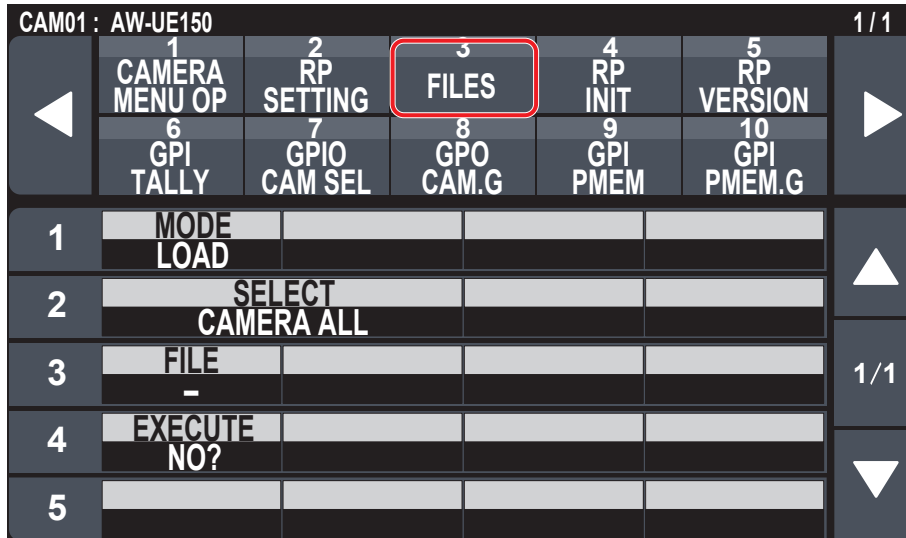 CAM01 : AW-UE150 1 / 1
1 2 3 4 5
CAMERA RP FILES RP RP
MENU OP SETTING INIT VERSION
6 7 8 9 10
GPI GPIO GPO GPI GPI
TALLY CAM SEL CAM.G PMEM PMEM.G
1 MODE
LOAD
2 SELECT
CAMERA ALL
3 FILE
- 1/1
4 EXECUTE
NO?
5